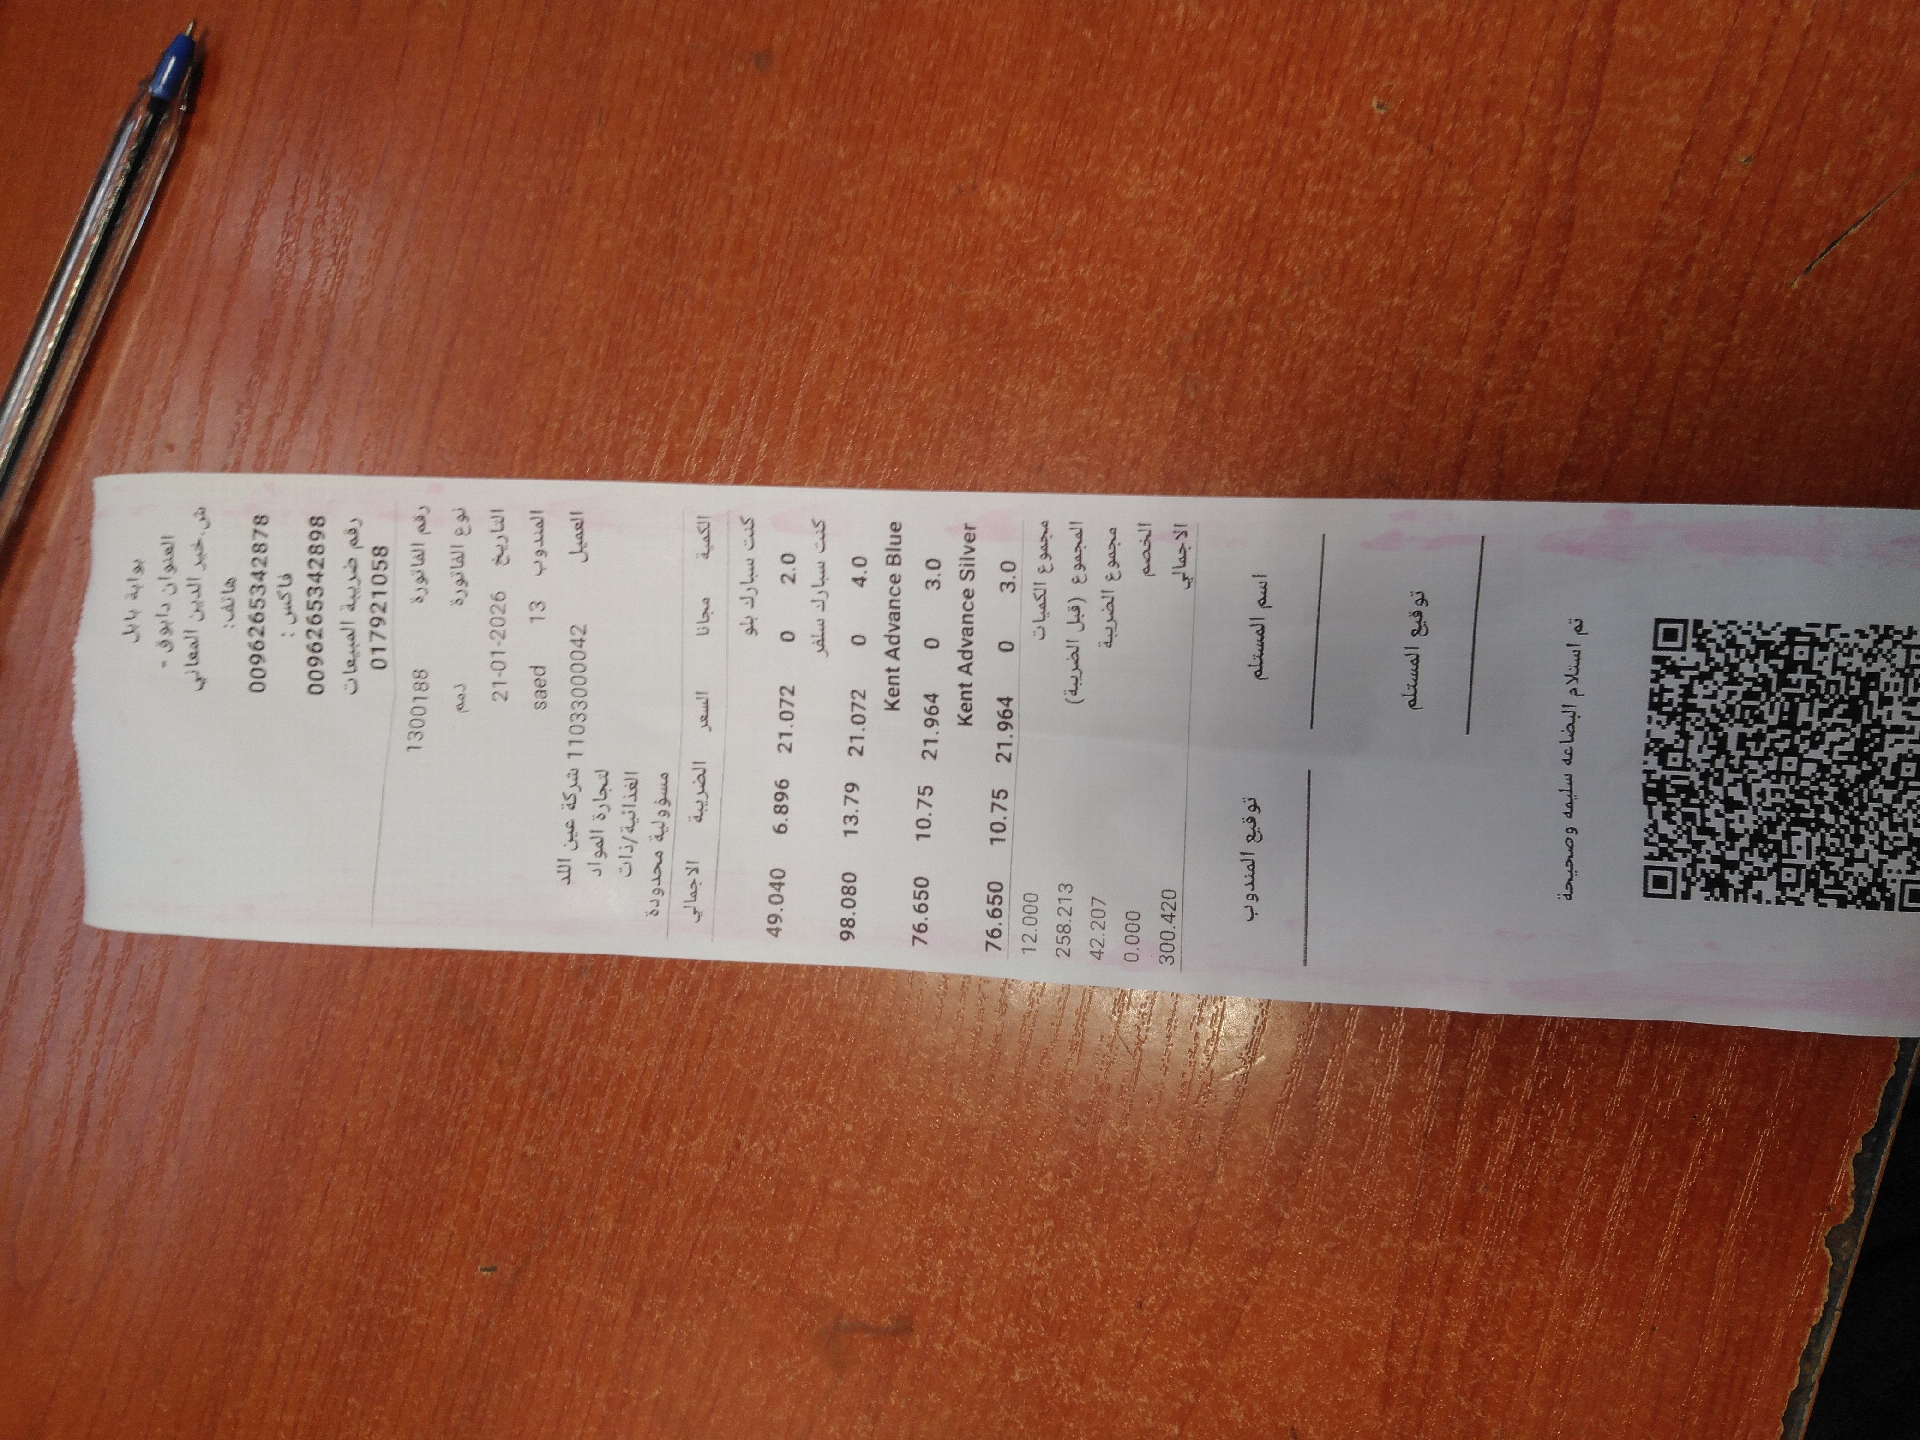 بوابة بابل
العنوان دابوق -
ش.خير الدين المعاني
هاتف:
0096265342878
فاكس :
0096265342898
رقم ضريبة المبيعات
017921058
رقم الفاتورة 1300188
نوع الفاتورة ذمم
التاريخ 21-01-2026
المندوب 13 saed
العميل 1103300042 شركة عين اللد
لتجارة المواد
الغذائية/ذات
مسؤولية محدودة
الكمية مجانا السعر الضريبة الاجمالي
كنت سبارك بلو
2.0 0 21.072 6.896 49.040
كنت سبارك سلفر
4.0 0 21.072 13.79 98.080
Kent Advance Blue
3.0 0 21.964 10.75 76.650
Kent Advance Silver
3.0 0 21.964 10.75 76.650
مجموع الكميات 12.000
المجموع (قبل الضريبة) 258.213
مجموع الضريبة 42.207
الخصم 0.000
الاجمالي 300.420
اسم المستلم توقيع المندوب
توقيع المستلم
تم استلام البضاعه سليمه وصحيحة